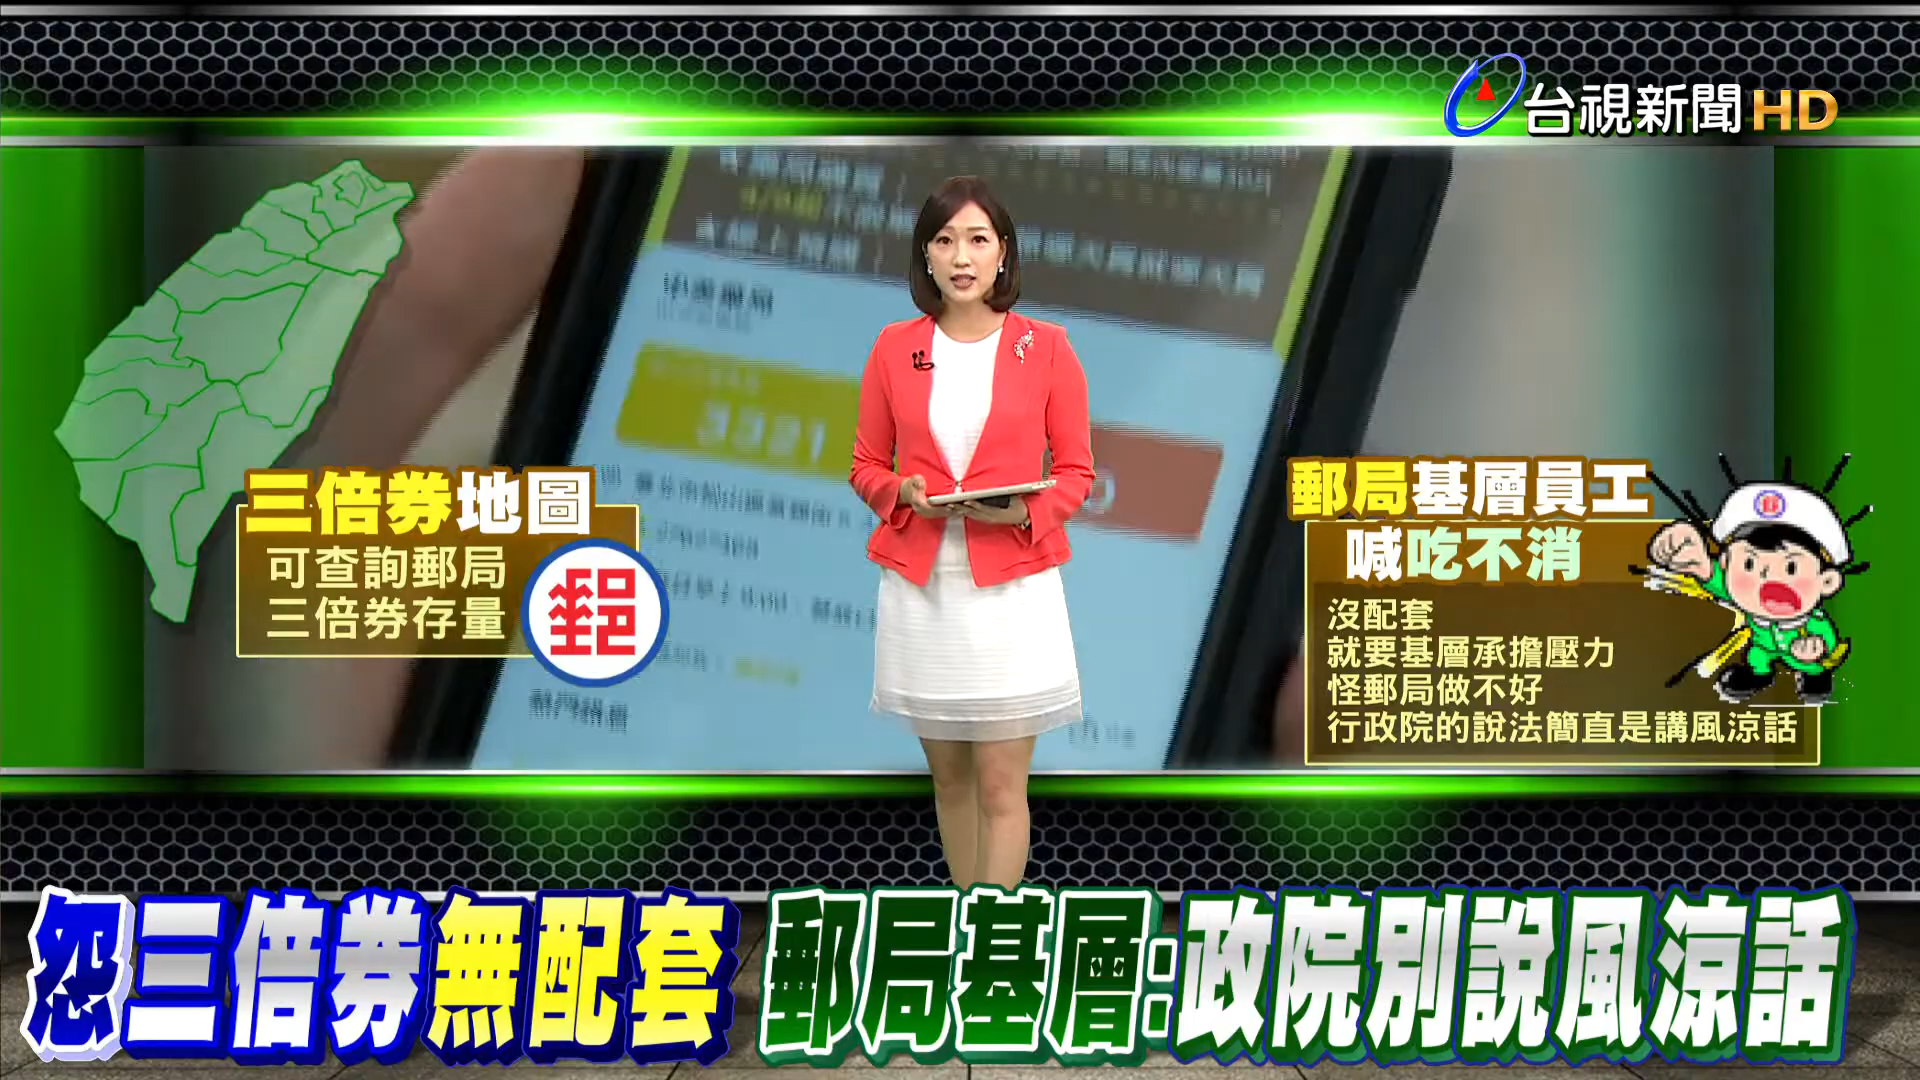 台視新聞HD
三倍券地圖
可查詢郵局
三倍券存量
郵
郵局基層員工
喊吃不消
沒配套
就要基層承擔壓力
怪郵局做不好
行政院的說法簡直是講風涼話
3321
怨三倍券無配套 郵局基層:政院別說風涼話